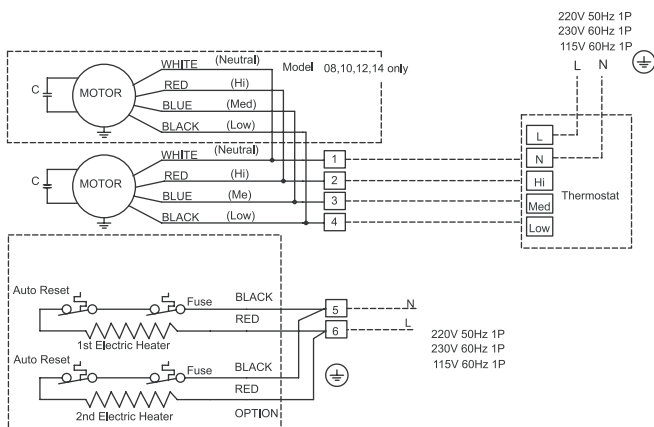 220V 50Hz 1P
230V 60Hz 1P
115V 60Hz 1P
L N
WHITE (Neutral)
Model 08,10,12,14 only
RED (Hi)
C
MOTOR
BLUE (Med)
BLACK (Low)
L
WHITE (Neutral)
1
N
RED (Hi)
2
Hi
C
MOTOR
Thermostat
BLUE (Me)
3
Med
BLACK (Low)
4
Low
Auto Reset
Fuse
BLACK
5
N
RED
6
L
1st Electric Heater
220V 50Hz 1P
230V 60Hz 1P
115V 60Hz 1P
Auto Reset
Fuse
BLACK
RED
2nd Electric Heater
OPTION